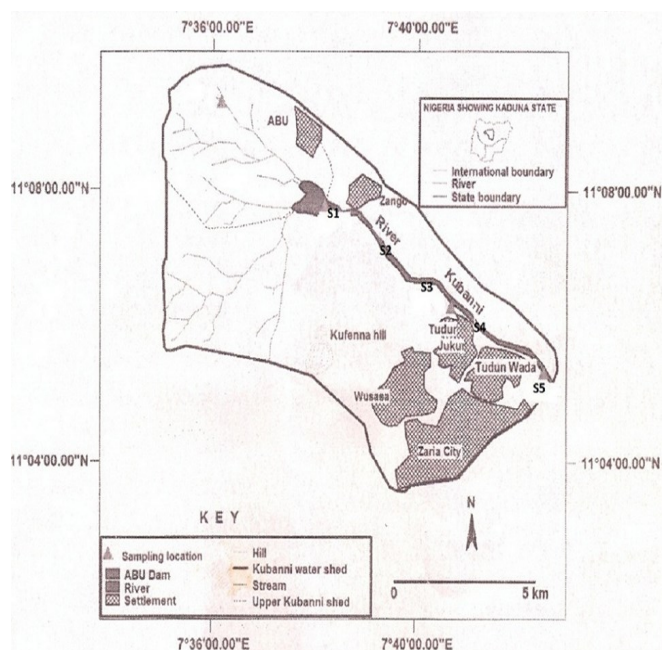 7°36'00.00"E
7°40'00.00"E
NIGERIA SHOWING KADUNA STATE
International boundary
River
State boundary
ABU
11°08'00.00"N
11°08'00.00"N
Zango
S1
River
S2
Kubanni
S3
S4
Kufenna hill
Tudun
Jukun
Tudun Wada
S5
Wusasa
Zaria City
11°04'00.00"N
11°04'00.00"N
N
KEY
Sampling location
ABU Dam
River
Settlement
Hill
Kubanni water shed
Stream
Upper Kubanni shed
0
5 km
7°36'00.00"E
7°40'00.00"E